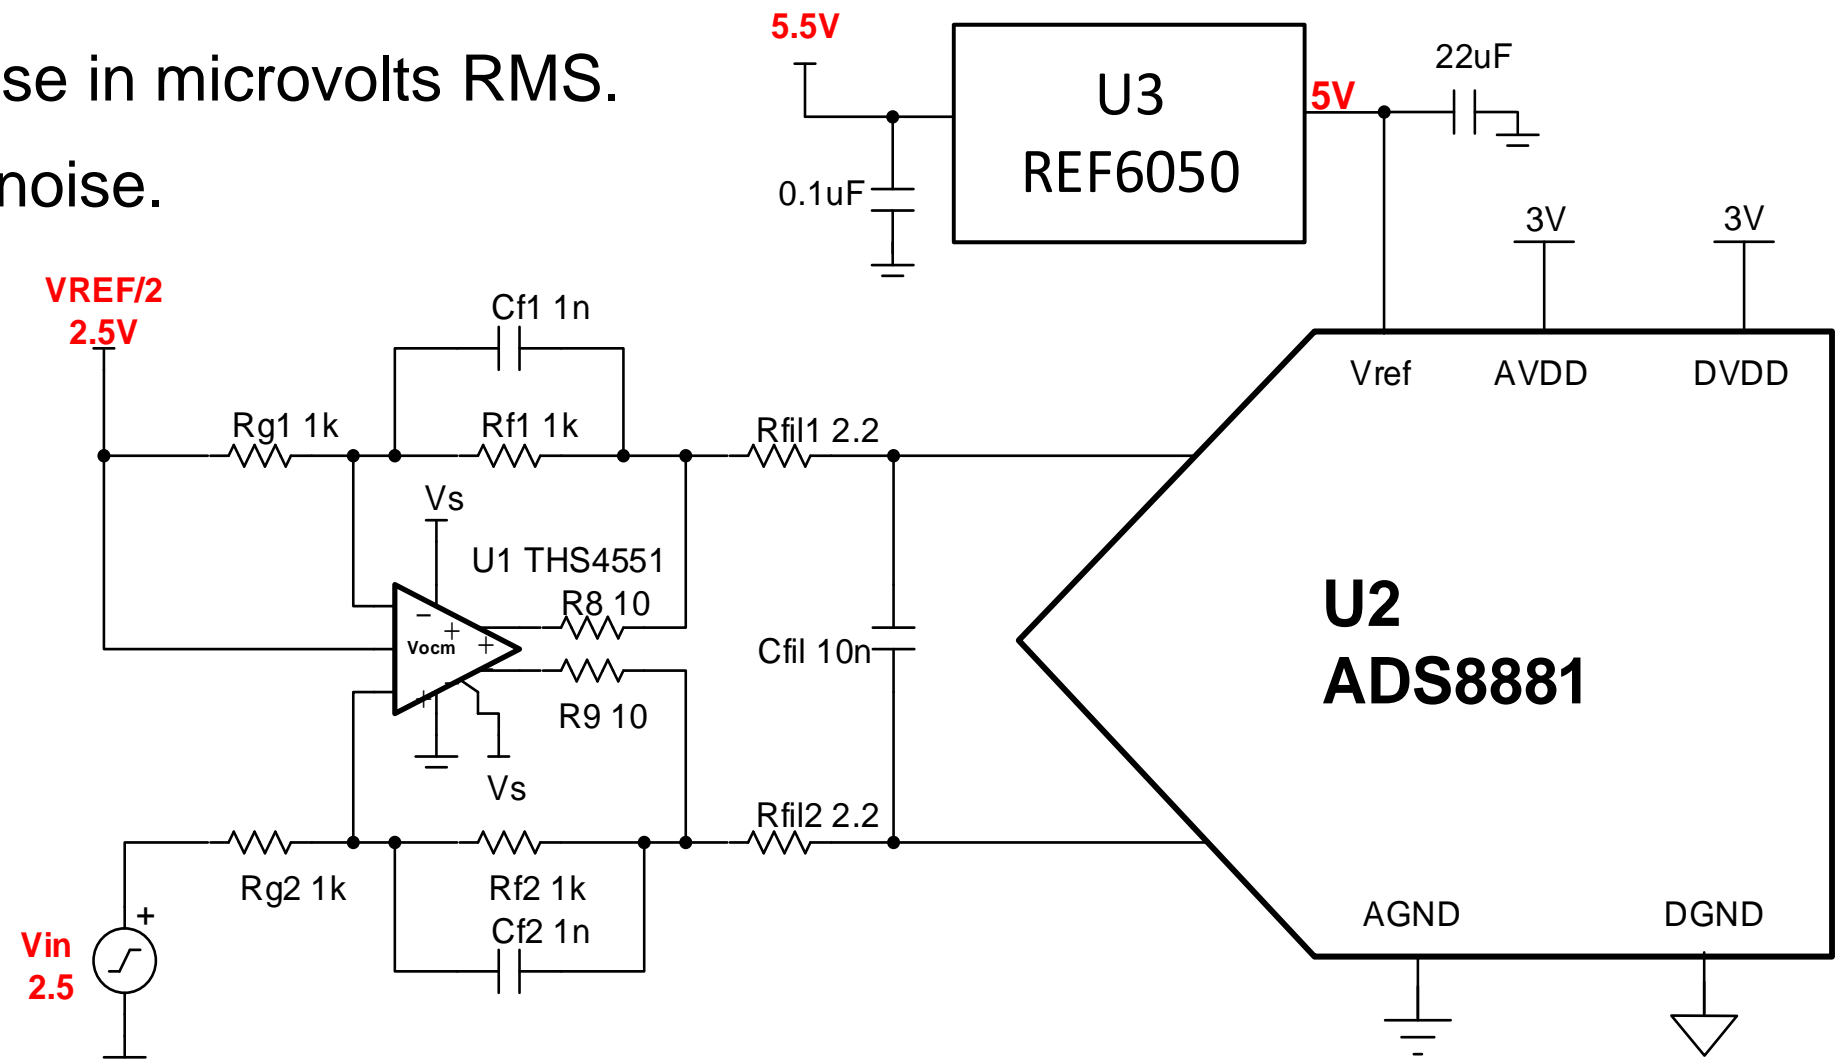 se in microvolts RMS.
noise.
5.5V
U3
REF6050
5V
22uF
0.1uF
3V
3V
VREF/2
2.5V
Cf1 1n
Vref
AVDD
DVDD
Rg1 1k
Rf1 1k
Rfil1 2.2
Vs
U1 THS4551
R8 10
−
+
Vocm
+
Cfil 10n
U2
ADS8881
+
−
R9 10
Vs
Rfil2 2.2
Rg2 1k
Rf2 1k
Cf2 1n
AGND
DGND
+
Vin
2.5